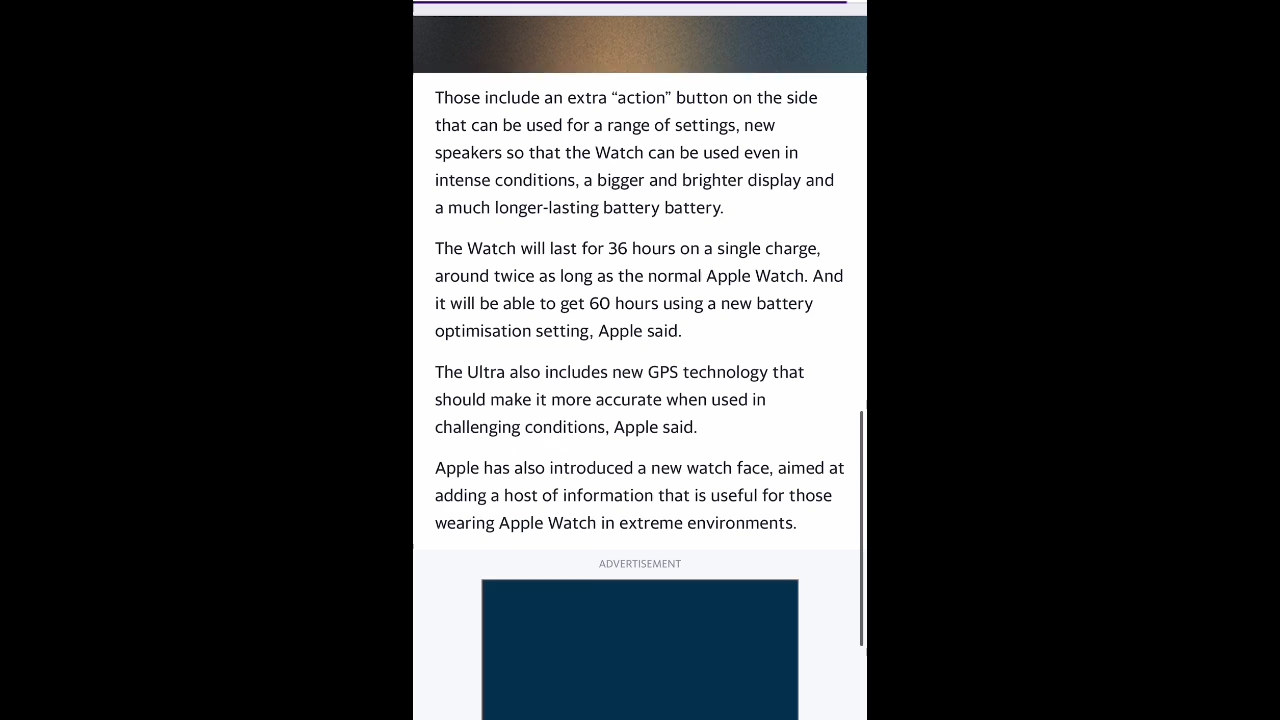 Those include an extra “action” button on the side
that can be used for a range of settings, new
speakers so that the Watch can be used even in
intense conditions, a bigger and brighter display and
a much longer-lasting battery battery.
The Watch will last for 36 hours on a single charge,
around twice as long as the normal Apple Watch. And
it will be able to get 60 hours using a new battery
optimisation setting, Apple said.
The Ultra also includes new GPS technology that
should make it more accurate when used in
challenging conditions, Apple said.
Apple has also introduced a new watch face, aimed at
adding a host of information that is useful for those
wearing Apple Watch in extreme environments.
ADVERTISEMENT